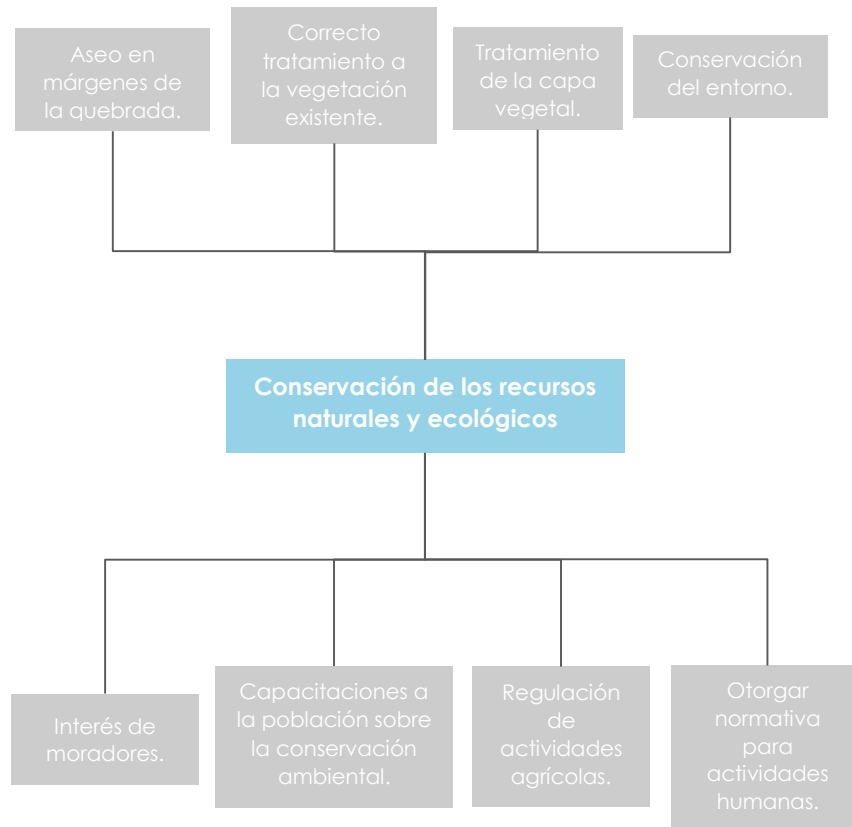 Aseo en
márgenes de
la quebrada.
Correcto
tratamiento a
la vegetación
existente.
Tratamiento
de la capa
vegetal.
Conservación
del entorno.
Conservación de los recursos
naturales y ecológicos
Interés de
moradores.
Capacitaciones a
la población sobre
la conservación
ambiental.
Regulación
de
actividades
agrícolas.
Otorgar
normativa
para
actividades
humanas.